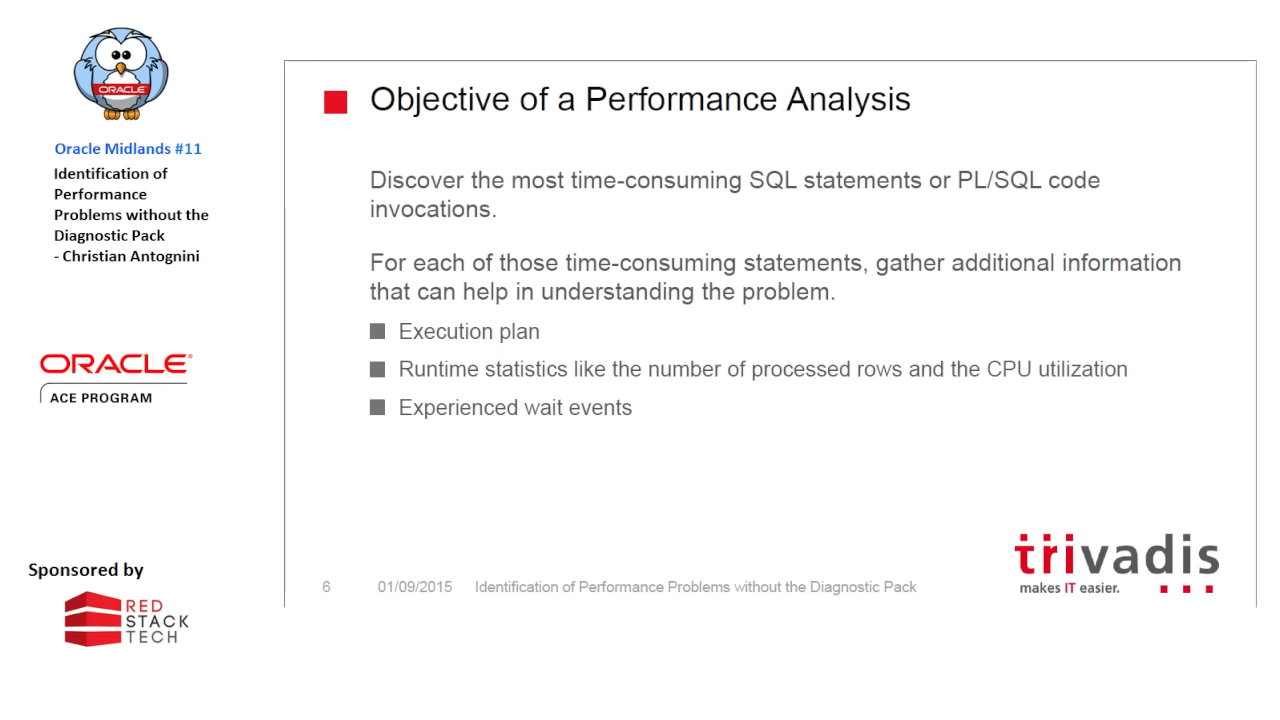 ORACLE
Oracle Midlands #11
Identification of
Performance
Problems without the
Diagnostic Pack
- Christian Antognini
ORACLE®
ACE PROGRAM
Sponsored by
RED
STACK
TECH
Objective of a Performance Analysis
Discover the most time-consuming SQL statements or PL/SQL code
invocations.
For each of those time-consuming statements, gather additional information
that can help in understanding the problem.
Execution plan
Runtime statistics like the number of processed rows and the CPU utilization
Experienced wait events
6 01/09/2015 Identification of Performance Problems without the Diagnostic Pack
trivadis
makes IT easier.